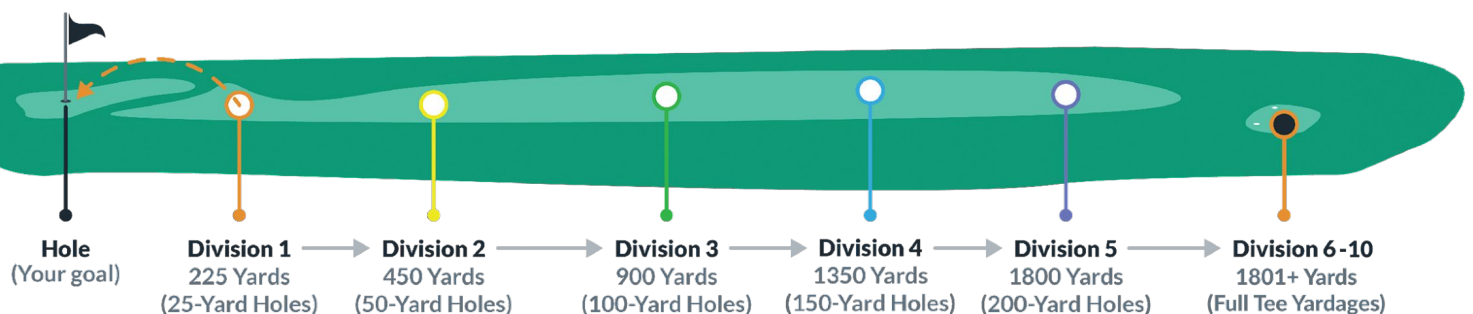 Hole
(Your goal)
Division 1
225 Yards
(25-Yard Holes)
Division 2
450 Yards
(50-Yard Holes)
Division 3
900 Yards
(100-Yard Holes)
Division 4
1350 Yards
(150-Yard Holes)
Division 5
1800 Yards
(200-Yard Holes)
Division 6-10
1801+ Yards
(Full Tee Yardages)